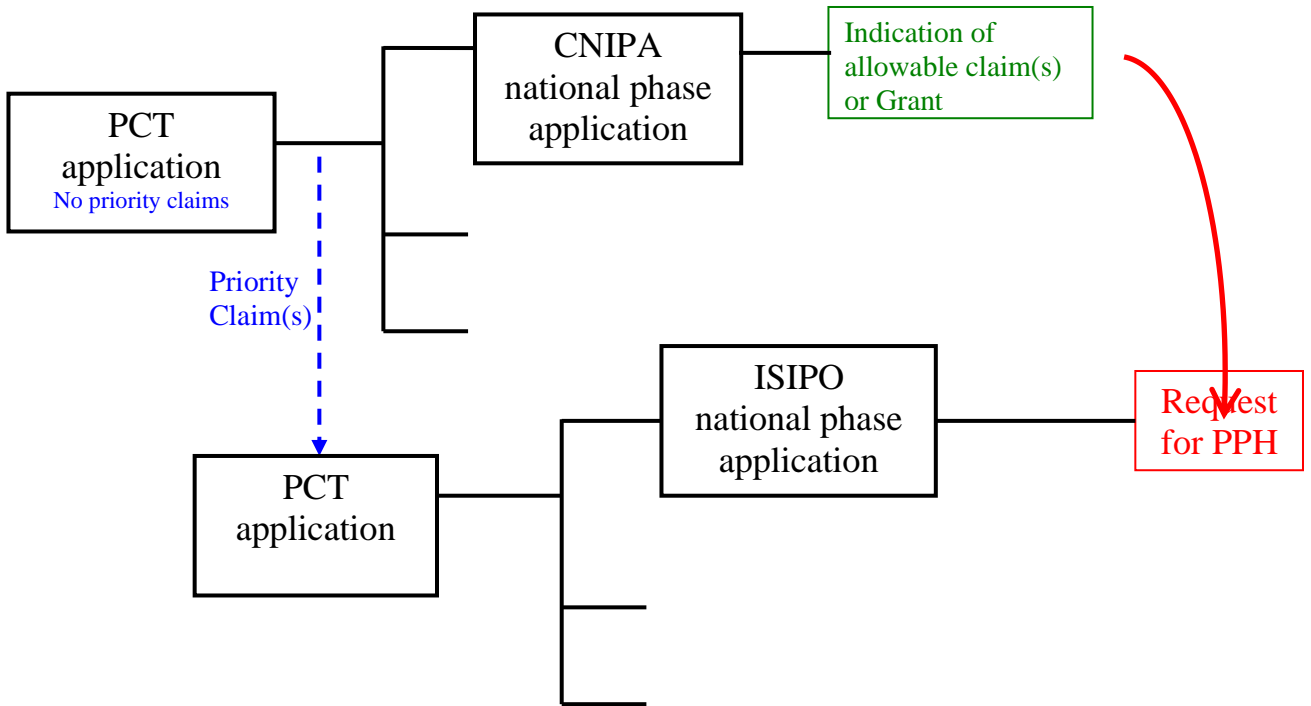 PCT
application
No priority claims
CNIPA
national phase
application
Indication of
allowable claim(s)
or Grant
Priority
Claim(s)
PCT
application
ISIPO
national phase
application
Request
for PPH